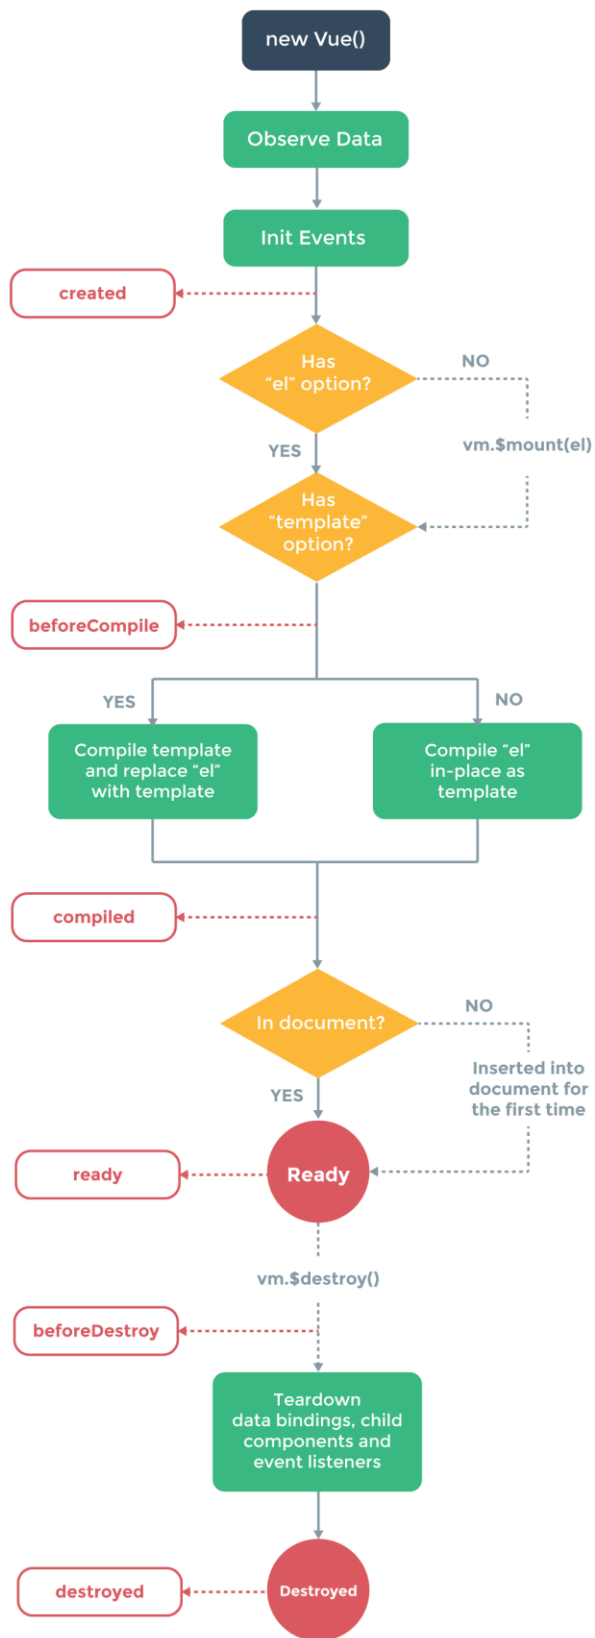 new Vue()
Observe Data
Init Events
created
Has
“el” option?
NO
YES
vm.$mount(el)
Has
“template”
option?
beforeCompile
YES
NO
Compile template
and replace “el”
with template
Compile “el”
in-place as
template
compiled
In document?
NO
YES
Inserted into
document for
the first time
ready
Ready
vm.$destroy()
beforeDestroy
Teardown
data bindings, child
components and
event listeners
destroyed
Destroyed